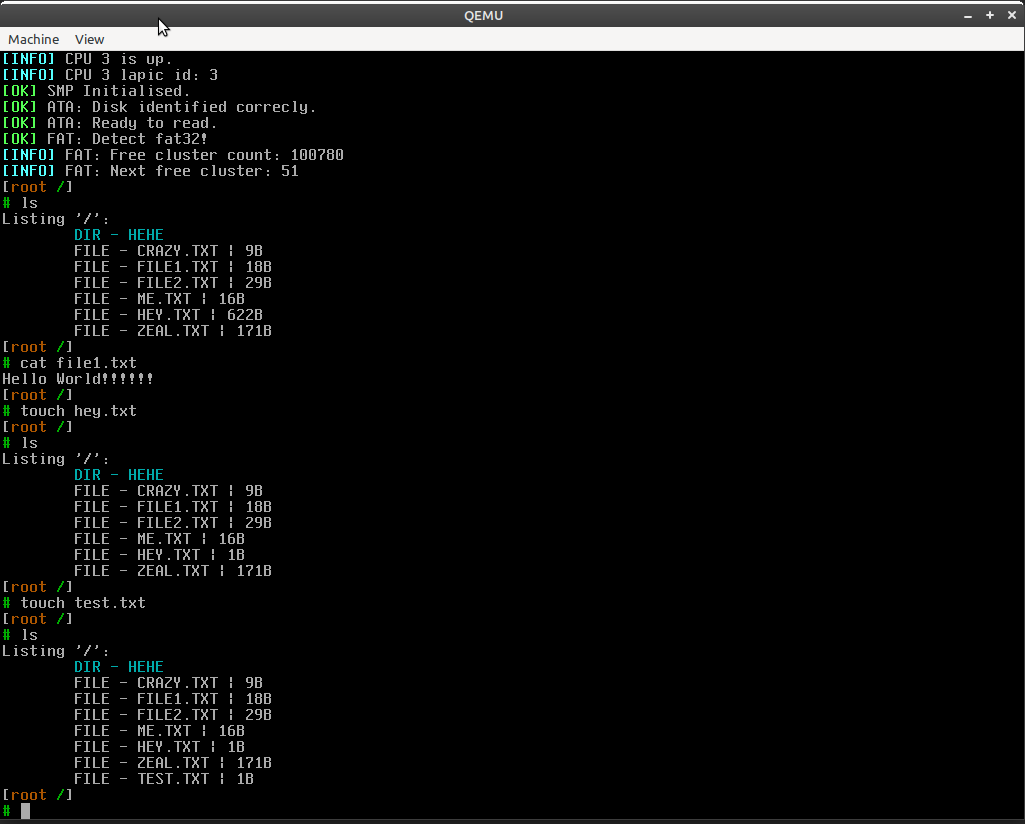 QEMU
Machine View
[INFO] CPU 3 is up.
[INFO] CPU 3 lapic id: 3
[OK] SMP Initialised.
[OK] ATA: Disk identified correcly.
[OK] ATA: Ready to read.
[OK] FAT: Detect fat32!
[INFO] FAT: Free cluster count: 100780
[INFO] FAT: Next free cluster: 51
[root /]
# ls
Listing '/':
DIR - HEHE
FILE - CRAZY.TXT | 9B
FILE - FILE1.TXT | 18B
FILE - FILE2.TXT | 29B
FILE - ME.TXT | 16B
FILE - HEY.TXT | 622B
FILE - ZEAL.TXT | 171B
[root /]
# cat file1.txt
Hello World!!!!!!
[root /]
# touch hey.txt
[root /]
# ls
Listing '/':
DIR - HEHE
FILE - CRAZY.TXT | 9B
FILE - FILE1.TXT | 18B
FILE - FILE2.TXT | 29B
FILE - ME.TXT | 16B
FILE - HEY.TXT | 1B
FILE - ZEAL.TXT | 171B
[root /]
# touch test.txt
[root /]
# ls
Listing '/':
DIR - HEHE
FILE - CRAZY.TXT | 9B
FILE - FILE1.TXT | 18B
FILE - FILE2.TXT | 29B
FILE - ME.TXT | 16B
FILE - HEY.TXT | 1B
FILE - ZEAL.TXT | 171B
FILE - TEST.TXT | 1B
[root /]
#